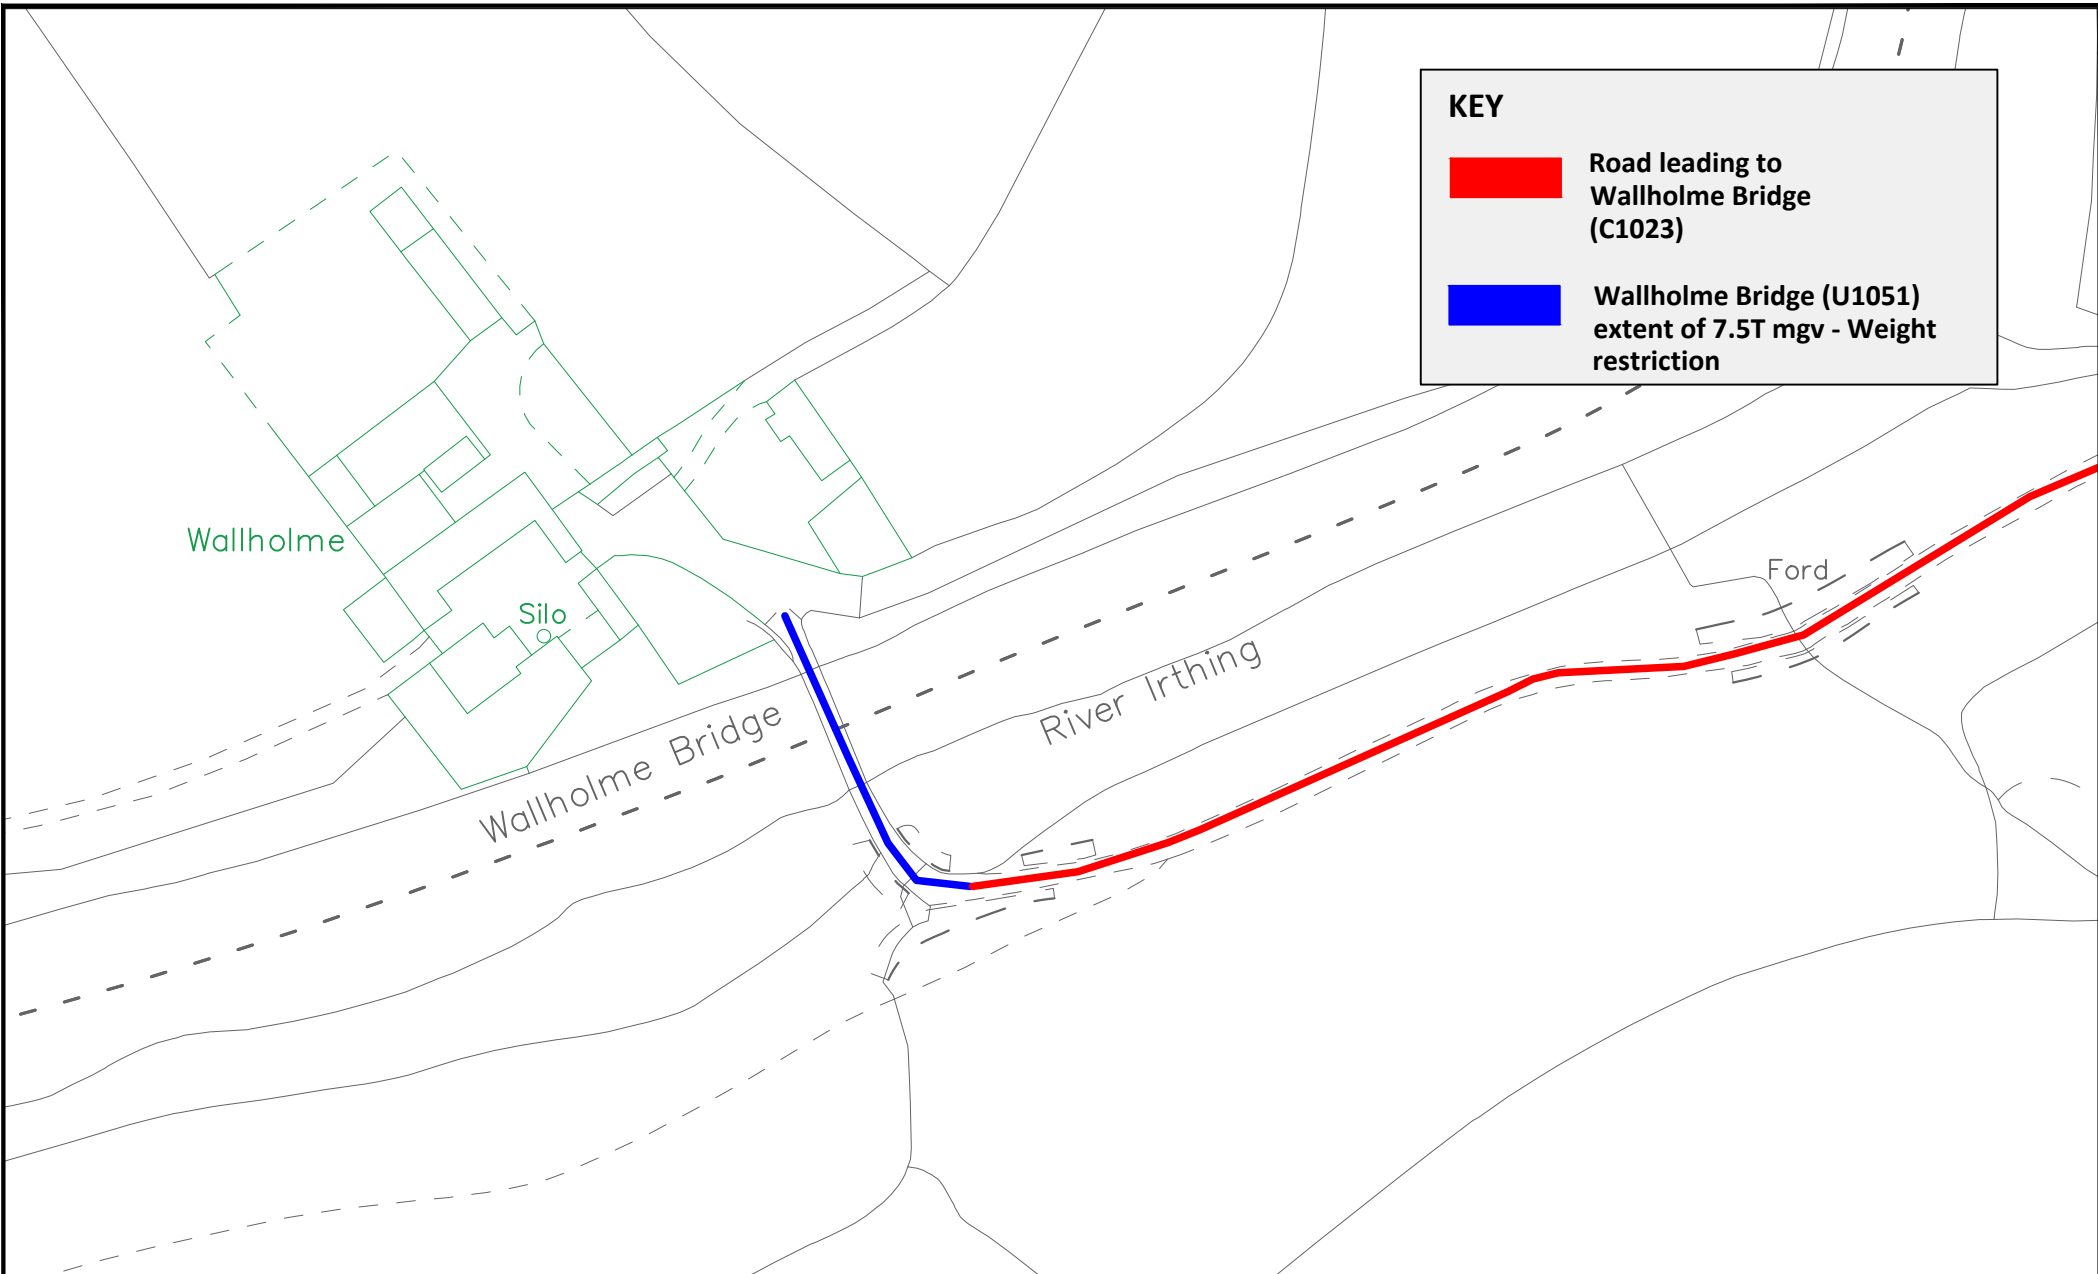 KEY
Road leading to
Wallholme Bridge
(C1023)
Wallholme Bridge (U1051)
extent of 7.5T mgv - Weight
restriction
Wallholme
Silo
Ford
River Irthing
Wallholme Bridge